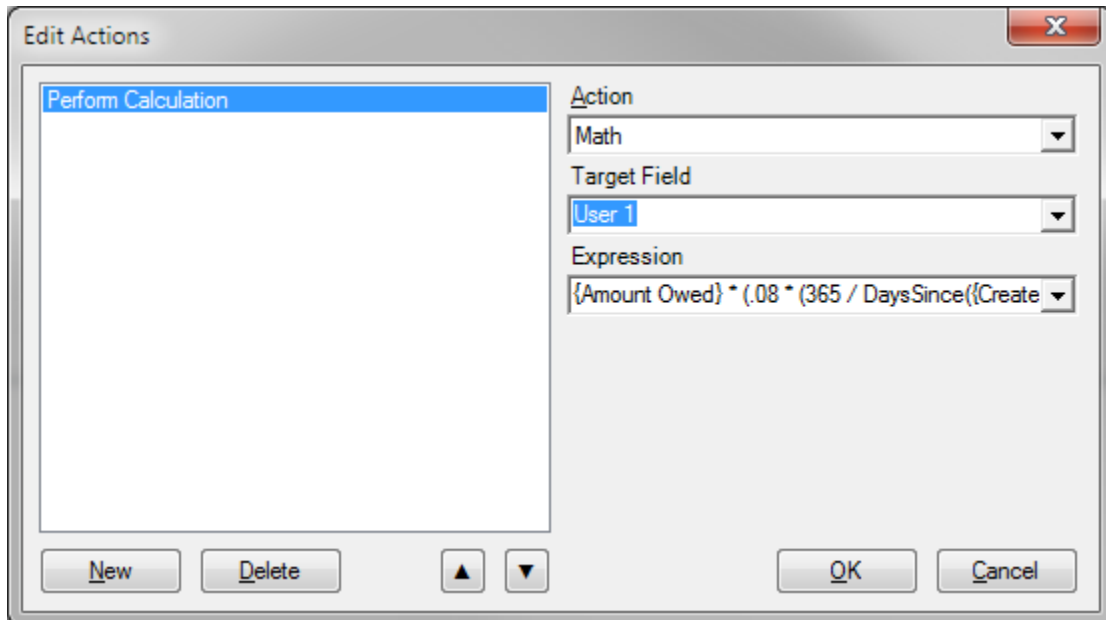 Edit Actions
Perform Calculation
Action
Math
Target Field
User 1
Expression
{Amount Owed} * (.08 * (365 / DaysSince({Create
New
Delete
OK
Cancel